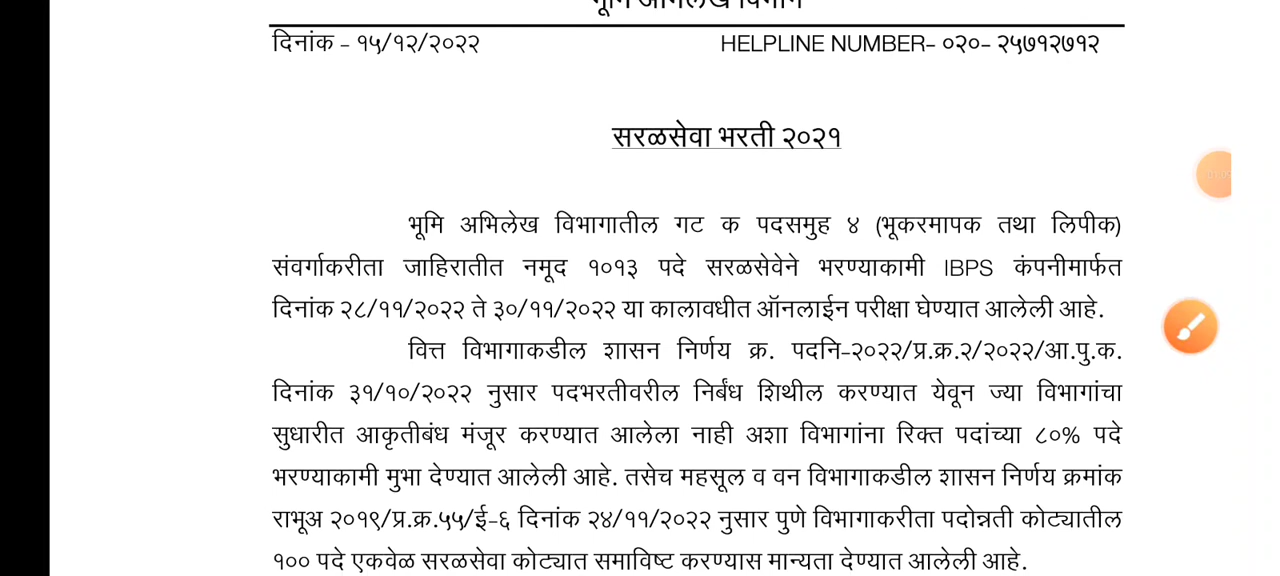 भूमि अभिलेख विभाग
दिनांक - १५/१२/२०२२ HELPLINE NUMBER- ०२०- २५७१२७१२
सरळसेवा भरती २०२१
भूमि अभिलेख विभागातील गट क पदसमुह ४ (भूकरमापक तथा लिपीक)
संवर्गाकरीता जाहिरातीत नमूद १०१३ पदे सरळसेवेने भरण्याकामी IBPS कंपनीमार्फत
दिनांक २८/११/२०२२ ते ३०/११/२०२२ या कालावधीत ऑनलाईन परीक्षा घेण्यात आलेली आहे.
वित्त विभागाकडील शासन निर्णय क्र. पदनि-२०२२/प्र.क्र.२/२०२२/आ.पु.क.
दिनांक ३१/१०/२०२२ नुसार पदभरतीवरील निर्बंध शिथील करण्यात येवून ज्या विभागांचा
सुधारीत आकृतीबंध मंजूर करण्यात आलेला नाही अशा विभागांना रिक्त पदांच्या ८०% पदे
भरण्याकामी मुभा देण्यात आलेली आहे. तसेच महसूल व वन विभागाकडील शासन निर्णय क्रमांक
राभूअ २०१९/प्र.क्र.५५/ई-६ दिनांक २४/११/२०२२ नुसार पुणे विभागाकरीता पदोन्नती कोट्यातील
१०० पदे एकवेळ सरळसेवा कोट्यात समाविष्ट करण्यास मान्यता देण्यात आलेली आहे.